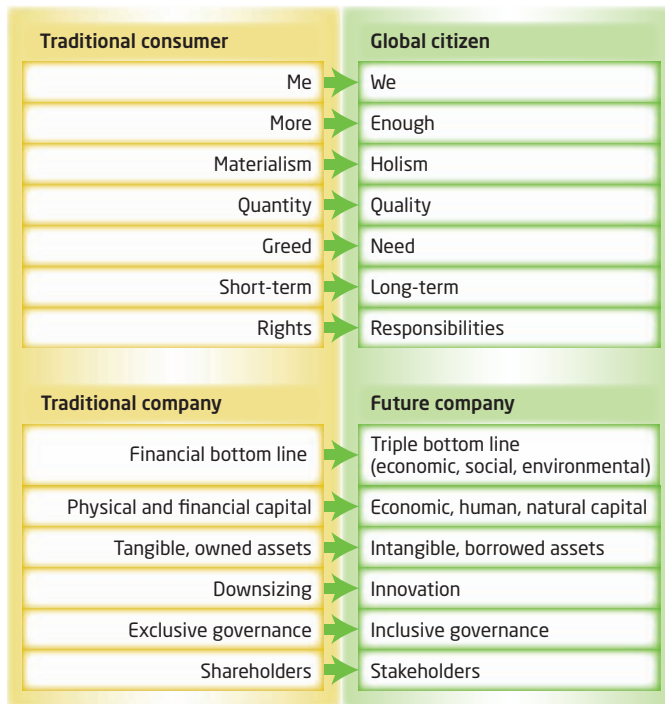 Traditional consumer Global citizen
Me We
More Enough
Materialism Holism
Quantity Quality
Greed Need
Short-term Long-term
Rights Responsibilities
Traditional company Future company
Financial bottom line Triple bottom line
(economic, social, environmental)
Physical and financial capital Economic, human, natural capital
Tangible, owned assets Intangible, borrowed assets
Downsizing Innovation
Exclusive governance Inclusive governance
Shareholders Stakeholders